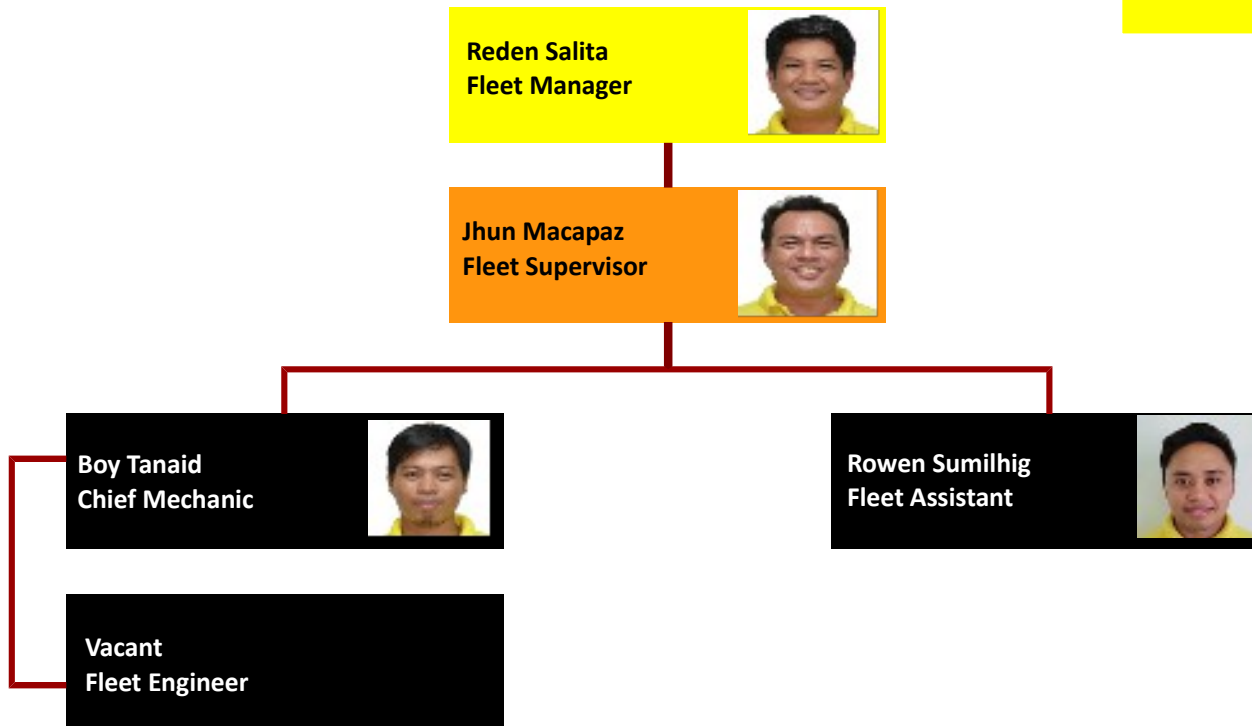 Reden Salita
Fleet Manager
Jhun Macapaz
Fleet Supervisor
Boy Tanaid
Chief Mechanic
Rowen Sumilhig
Fleet Assistant
Vacant
Fleet Engineer